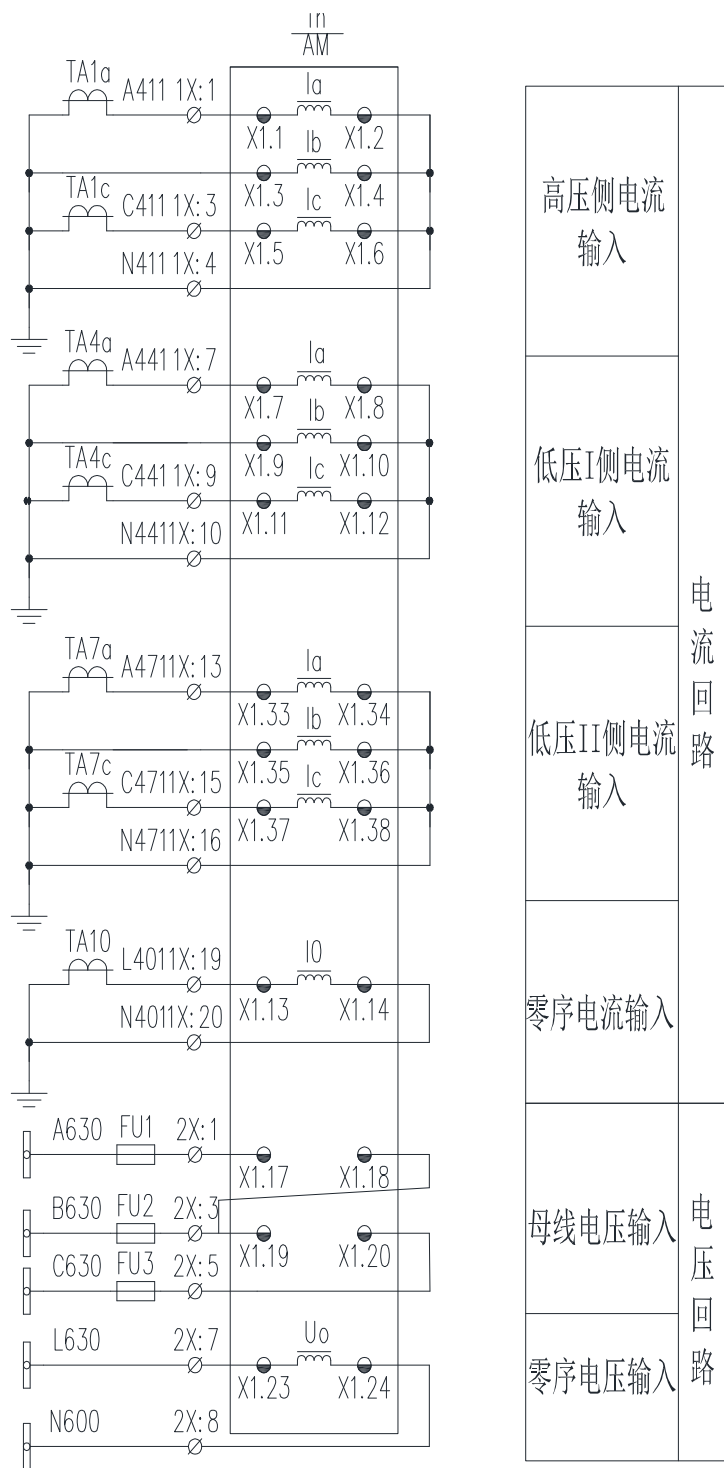 1n
AM
TA1a A411 1X:1 Ia
X1.1 X1.2
Ib
TA1c C411 1X:3 X1.3 Ic X1.4
N411 1X:4 X1.5 X1.6
高压侧电流
输入
TA4a A441 1X:7 Ia
X1.7 X1.8
Ib
TA4c C441 1X:9 X1.9 Ic X1.10
N4411X:10 X1.11 X1.12
低压I侧电流
输入
TA7a A4711X:13 Ia
X1.33 X1.34
Ib
TA7c C4711X:15 X1.35 Ic X1.36
N4711X:16 X1.37 X1.38
低压II侧电流
输入
电流回路
TA10 L4011X:19 I0
N4011X:20 X1.13 X1.14
零序电流输入
A630 FU1 2X:1
X1.17 X1.18
B630 FU2 2X:3
C630 FU3 2X:5 X1.19 X1.20
母线电压输入
L630 2X:7 Uo
X1.23 X1.24
N600 2X:8
零序电压输入
电压回路